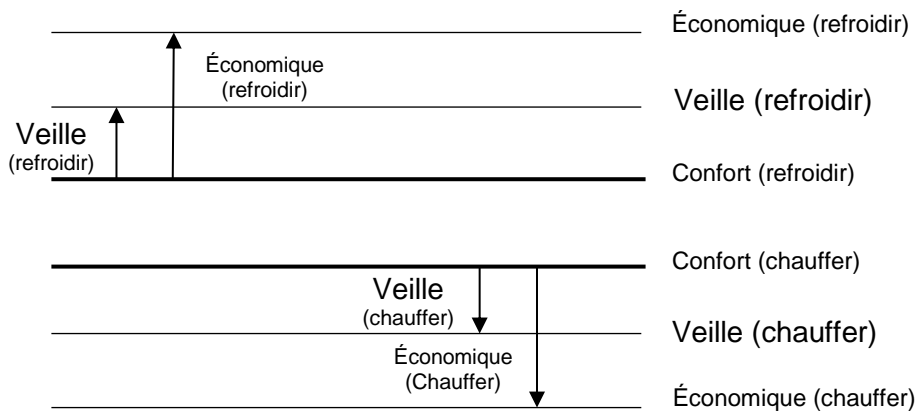 Économique (refroidir)
Économique
(refroidir)
Veille (refroidir)
Veille
(refroidir)
Confort (refroidir)
Confort (chauffer)
Veille
(chauffer)
Veille (chauffer)
Économique
(Chauffer)
Économique (chauffer)